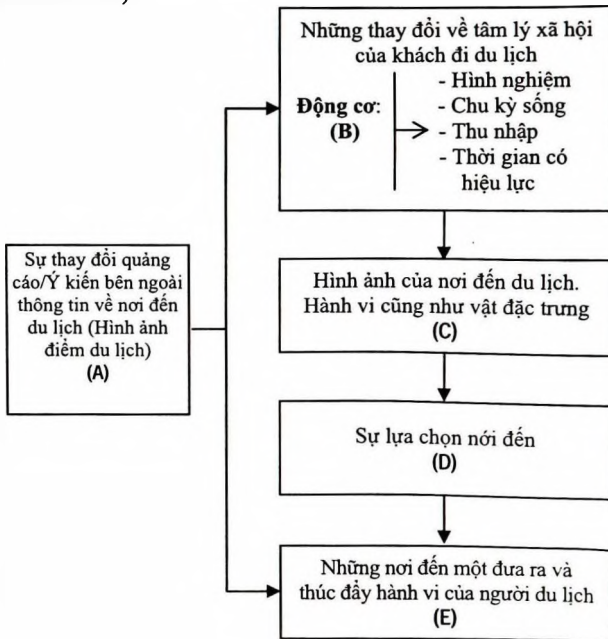 Những thay đổi về tâm lý xã hội
của khách đi du lịch
Động cơ:
(B)
- Hình nghiệm
- Chu kỳ sống
- Thu nhập
- Thời gian có
hiệu lực
Sự thay đổi quảng
cáo/Ý kiến bên ngoài
thông tin về nơi đến
du lịch (Hình ảnh
điểm du lịch)
(A)
Hình ảnh của nơi đến du lịch.
Hành vi cũng như vật đặc trưng
(C)
Sự lựa chọn nới đến
(D)
Những nơi đến một đưa ra và
thúc đẩy hành vi của người du lịch
(E)